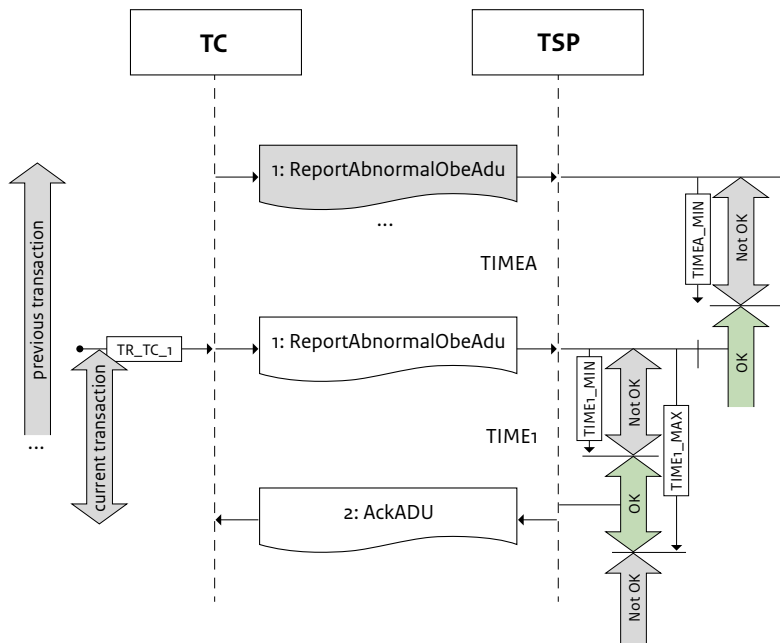 TC
TSP
1: ReportAbnormalObeAdu
...
TIMEA
TIMEA_MIN
Not OK
OK
previous transaction
...
TR_TC_1
current transaction
1: ReportAbnormalObeAdu
TIME1
TIME1_MIN
Not OK
TIME1_MAX
OK
2: AckADU
Not OK